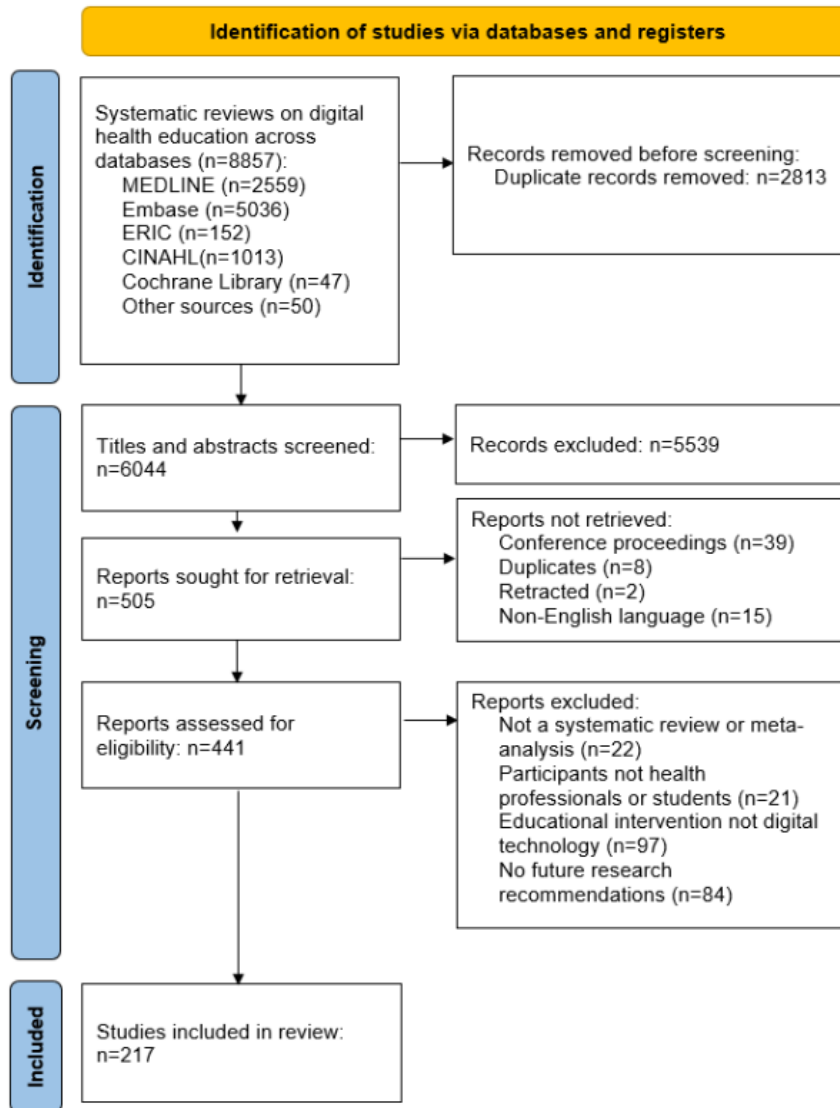 Identification of studies via databases and registers
Identification
Systematic reviews on digital
health education across
databases (n=8857):
MEDLINE (n=2559)
Embase (n=5036)
ERIC (n=152)
CINAHL(n=1013)
Cochrane Library (n=47)
Other sources (n=50)
Records removed before screening:
Duplicate records removed: n=2813
Screening
Titles and abstracts screened:
n=6044
Records excluded: n=5539
Reports sought for retrieval:
n=505
Reports not retrieved:
Conference proceedings (n=39)
Duplicates (n=8)
Retracted (n=2)
Non-English language (n=15)
Reports assessed for
eligibility: n=441
Reports excluded:
Not a systematic review or meta-
analysis (n=22)
Participants not health
professionals or students (n=21)
Educational intervention not digital
technology (n=97)
No future research
recommendations (n=84)
Included
Studies included in review:
n=217